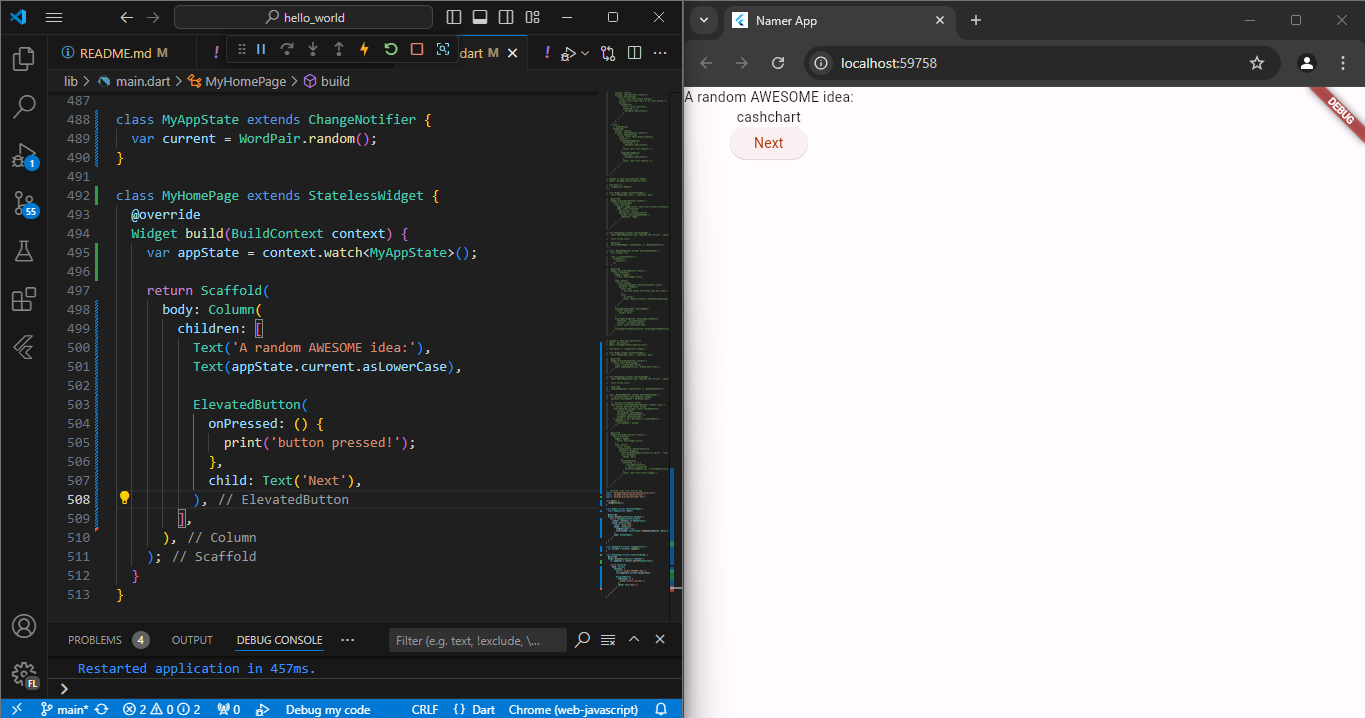 hello_world
README.md M
!
dart M
!
lib > main.dart > MyHomePage > build
487
488 class MyAppState extends ChangeNotifier {
489 var current = WordPair.random();
490 }
491
492 class MyHomePage extends StatelessWidget {
493 @override
494 Widget build(BuildContext context) {
495 var appState = context.watch<MyAppState>();
496
497 return Scaffold(
498 body: Column(
499 children: [
500 Text('A random AWESOME idea:'),
501 Text(appState.current.asLowerCase),
502
503 ElevatedButton(
504 onPressed: () {
505 print('button pressed!');
506 },
507 child: Text('Next'),
508 ), // ElevatedButton
509 ],
510 ), // Column
511 ); // Scaffold
512 }
513 }
1
55
FL
PROBLEMS 4 OUTPUT DEBUG CONSOLE ...
Filter (e.g. text, !exclude, \...
Restarted application in 457ms.
>
main* 2 0 2 0 Debug my code CRLF {} Dart Chrome (web-javascript)
Namer App
localhost:59758
A random AWESOME idea:
cashchart
Next
DEBUG